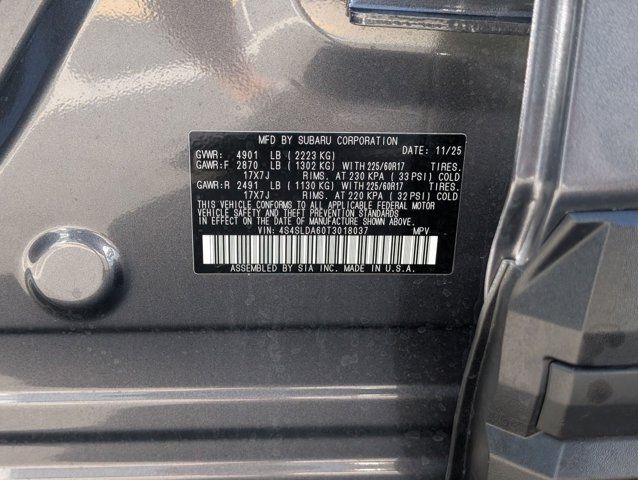 MFD BY SUBARU CORPORATION
GVWR: 4901 LB (2223 KG) DATE: 11/25
GAWR:F 2870 LB (1302 KG) WITH 225/60R17 TIRES.
17X7J RIMS. AT 230 KPA (33 PSI) COLD
GAWR:R 2491 LB (1130 KG) WITH 225/60R17 TIRES.
17X7J RIMS. AT 220 KPA (32 PSI) COLD
THIS VEHICLE CONFORMS TO ALL APPLICABLE FEDERAL MOTOR
VEHICLE SAFETY AND THEFT PREVENTION STANDARDS
IN EFFECT ON THE DATE OF MANUFACTURE SHOWN ABOVE.
VIN: 4S4SLDA60T3018037 MPV
ASSEMBLED BY SIA INC. MADE IN U.S.A.